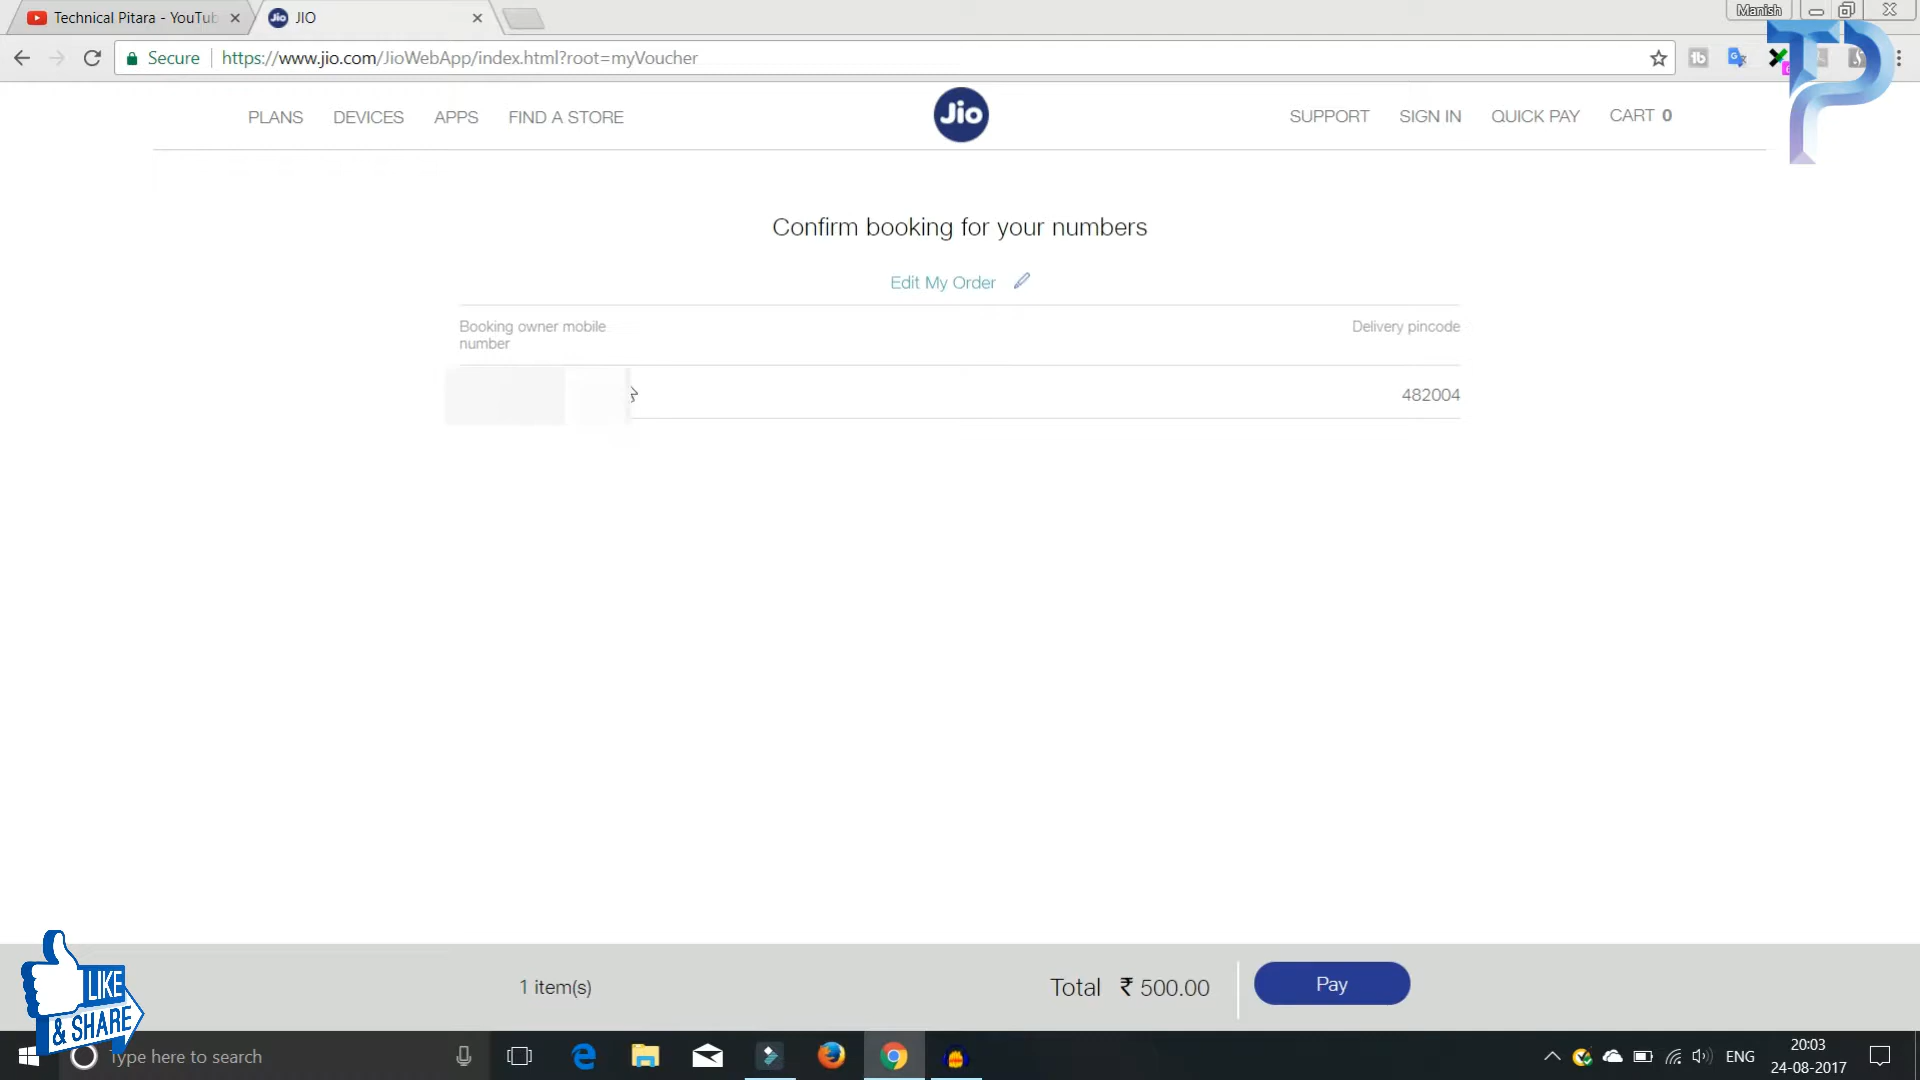 Technical Pitara - YouTub
JIO
Manish
Secure
https://www.jio.com/JioWebApp/index.html?root=myVoucher
PLANS
DEVICES
APPS
FIND A STORE
Jio
SUPPORT
SIGN IN
QUICK PAY
CART 0
Confirm booking for your numbers
Edit My Order
Booking owner mobile
number
Delivery pincode
482004
1 item(s)
Total ₹ 500.00
Pay
LIKE
& SHARE
Type here to search
ENG
20:03
24-08-2017